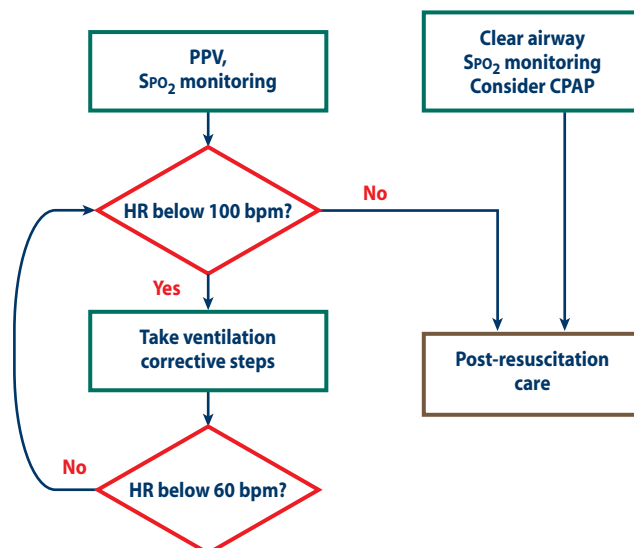 PPV,
SPO₂ monitoring
Clear airway
SPO₂ monitoring
Consider CPAP
HR below 100 bpm?
No
Yes
Take ventilation
corrective steps
Post-resuscitation
care
No
HR below 60 bpm?